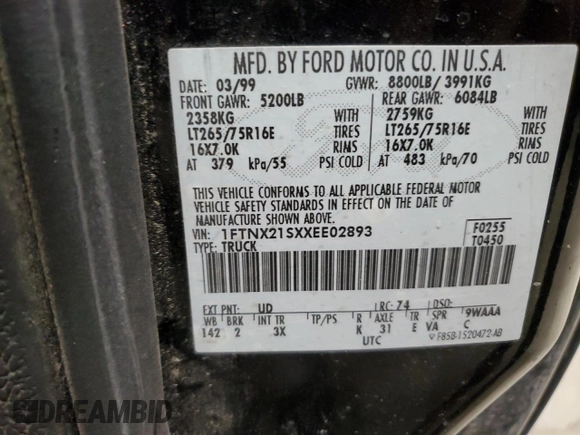 MFD. BY FORD MOTOR CO. IN U.S.A.
DATE: 03/99 GVWR: 8800LB/ 3991KG
FRONT GAWR: 5200LB REAR GAWR: 6084LB
2358KG WITH 2759KG WITH
LT265/75R16E TIRES LT265/75R16E TIRES
16X7.0K RIMS 16X7.0K RIMS
AT 379 kPa/55 PSI COLD AT 483 kPa/70 PSI COLD
THIS VEHICLE CONFORMS TO ALL APPLICABLE FEDERAL MOTOR
VEHICLE SAFETY STANDARDS IN EFFECT ON THE DATE OF
MANUFACTURE SHOWN ABOVE.
VIN: 1FTNX21SXXEE02893 F0255
TYPE: TRUCK T0450
EXT PNT: UD RC: 74 DSO:
WB BRK INT TR TP/PS R AXLE TR SPR 9WAAA
142 2 3X K 31 E VA C
UTC F85B-1520472-AB
DREAMBID